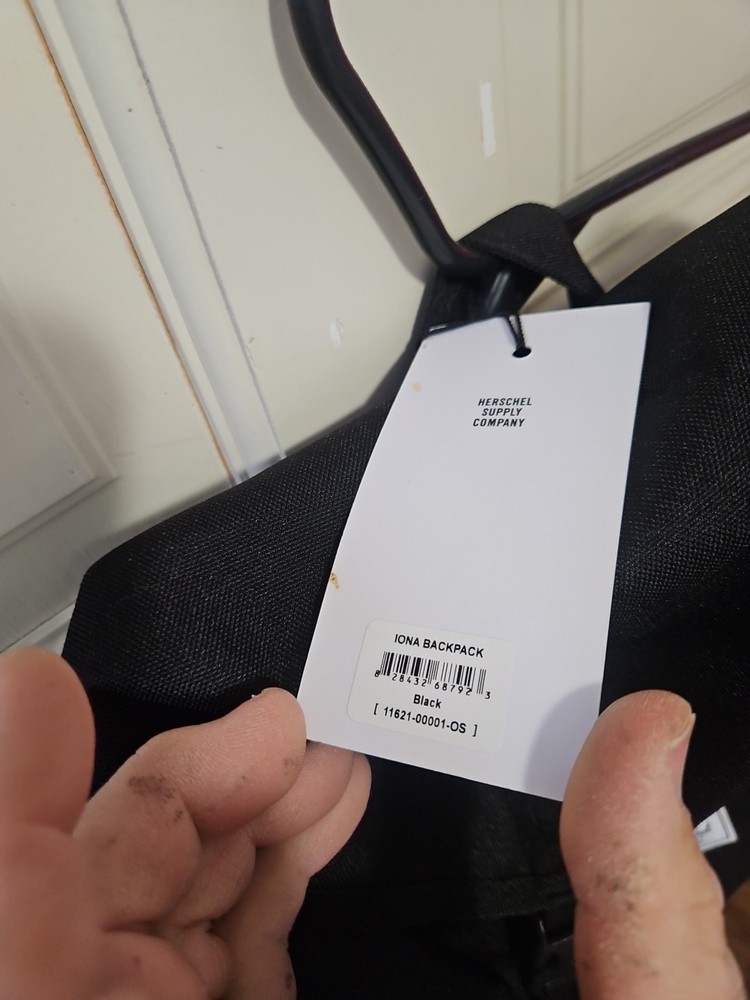 HERSCHEL
SUPPLY
COMPANY
IONA BACKPACK
8 28432 68792 3
Black
[ 11621-00001-OS ]